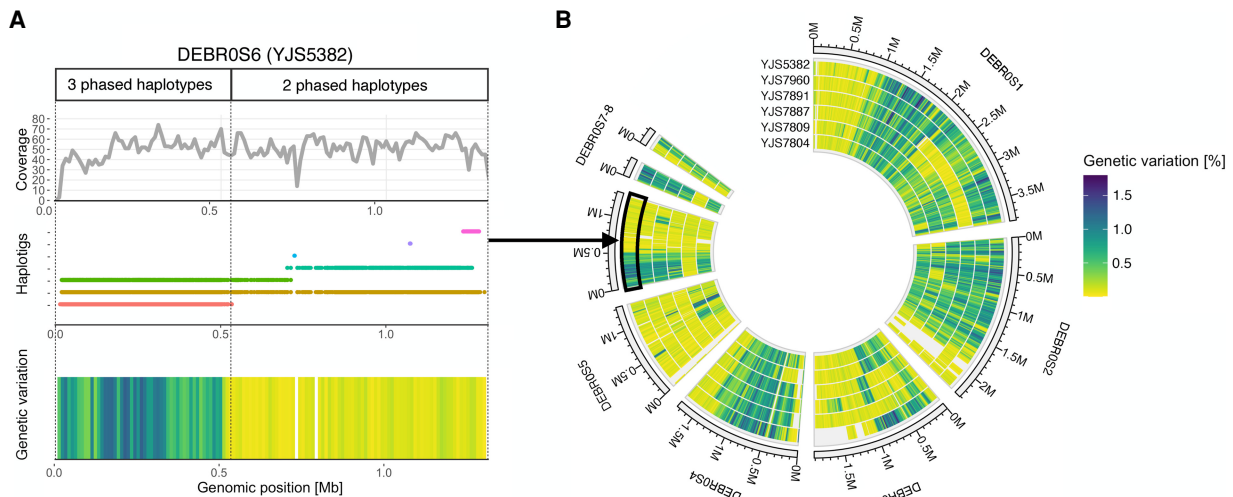 A
DEBR0S6 (YJS5382)
3 phased haplotypes
2 phased haplotypes
Coverage
80
70
60
50
40
30
20
10
0
0.0
0.5
1.0
Haplotigs
0.0
0.5
1.0
Genetic variation
0.0
0.5
1.0
Genomic position [Mb]
B
YJS5382
YJS7960
YJS7891
YJS7887
YJS7809
YJS7804
0M
0.5M
1M
1.5M
2M
2.5M
3M
3.5M
DEBR0S1
0M
0.5M
1M
1.5M
2M
DEBR0S2
0M
0.5M
1M
1.5M
0M
0.5M
1M
1.5M
DEBR0S4
0M
0.5M
1M
DEBR0S5
0M
0.5M
1M
0M
0M
DEBR0S7-8
Genetic variation [%]
1.5
1.0
0.5